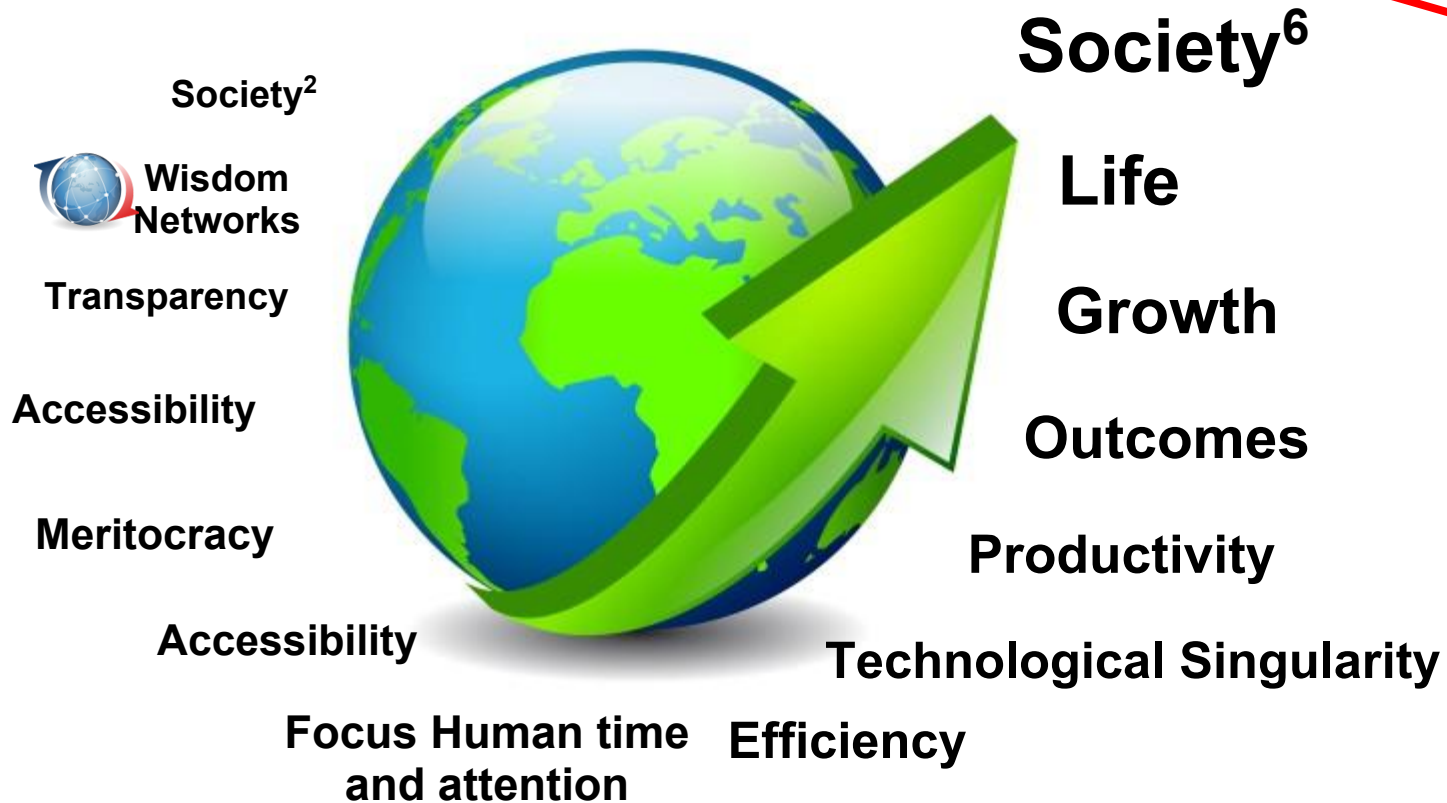 Society²
Wisdom
Networks
Transparency
Accessibility
Meritocracy
Accessibility
Focus Human time
and attention
Efficiency
Technological Singularity
Productivity
Outcomes
Growth
Life
Society⁶